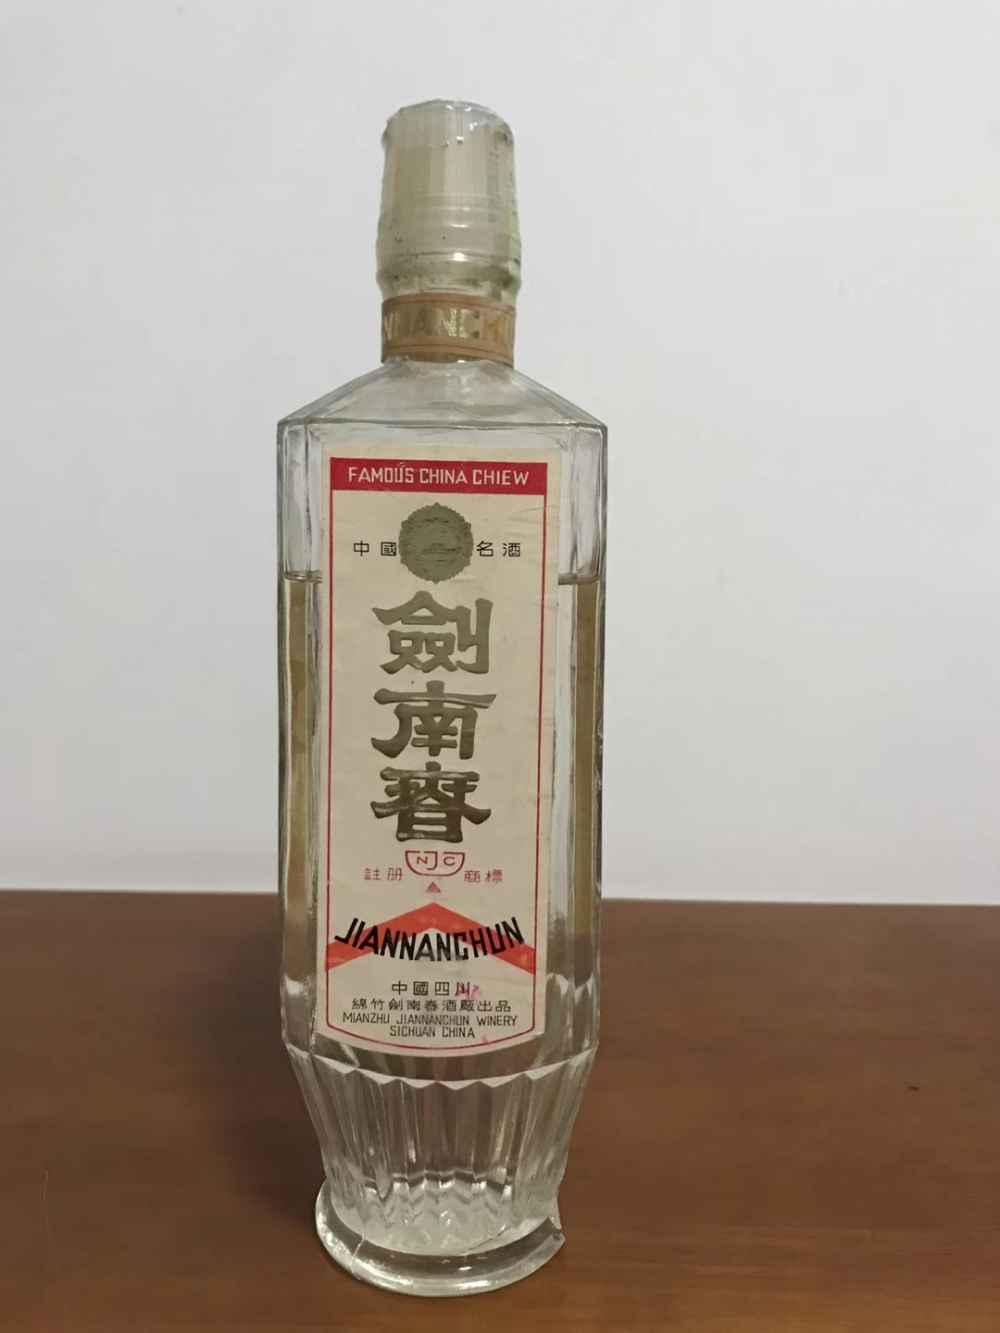 FAMOUS CHINA CHIEW
中國 名酒
劍南春
NJC
註册 商標
JIANNANCHUN
中國四川
綿竹劍南春酒廠出品
MIANZHU JIANNANCHUN WINERY
SICHUAN CHINA